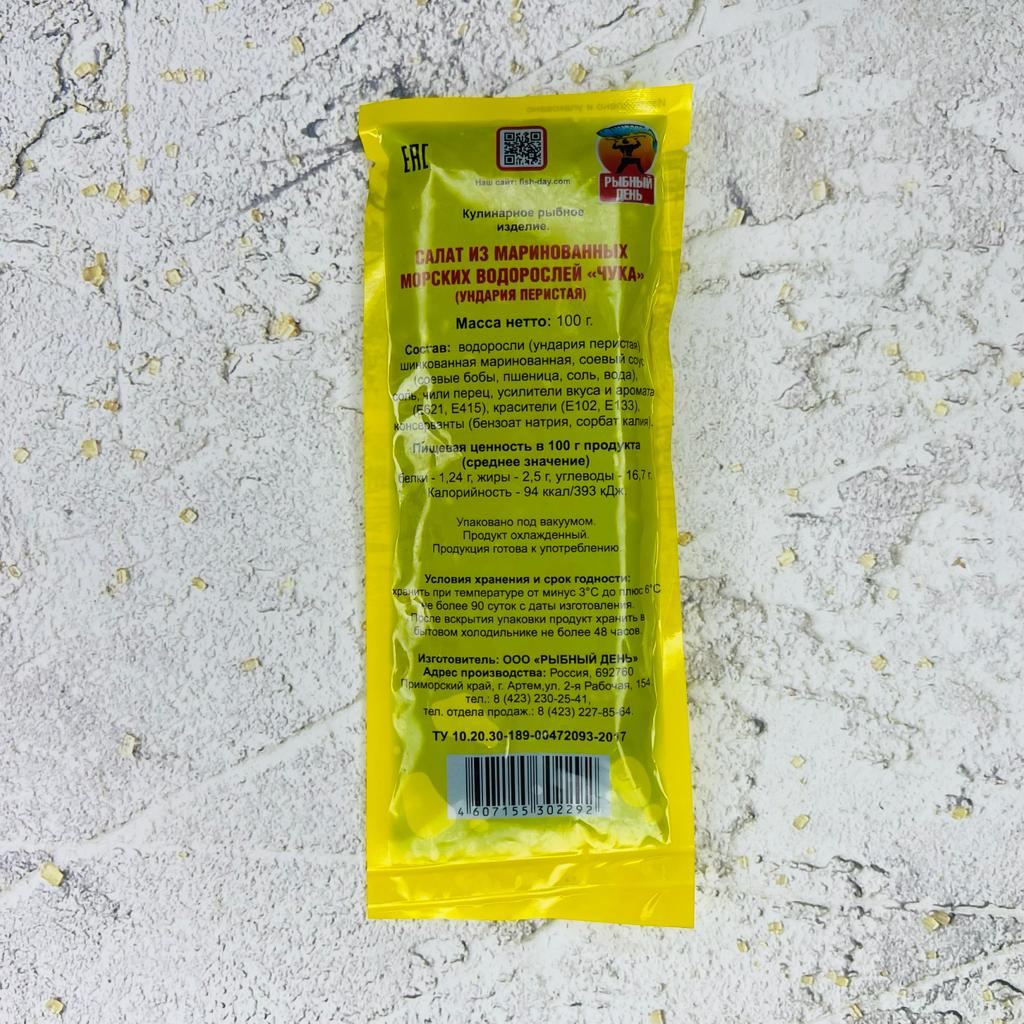 Изготовлено и упаковано
ЕАС
Наш сайт: fish-day.com
РЫБНЫЙ
ДЕНЬ
Кулинарное рыбное
изделие.
САЛАТ ИЗ МАРИНОВАННЫХ
МОРСКИХ ВОДОРОСЛЕЙ «ЧУКА»
(УНДАРИЯ ПЕРИСТАЯ)
Масса нетто: 100 г.
Состав: водоросли (ундария перистая)
шинкованная маринованная, соевый соус
(соевые бобы, пшеница, соль, вода),
соль, чили перец, усилители вкуса и аромата
(Е621, Е415), красители (Е102, Е133),
консерванты (бензоат натрия, сорбат калия).
Пищевая ценность в 100 г продукта
(среднее значение)
белки - 1,24 г, жиры - 2,5 г, углеводы - 16,7 г.
Калорийность - 94 ккал/393 кДж.
Упаковано под вакуумом.
Продукт охлажденный.
Продукция готова к употреблению.
Условия хранения и срок годности:
хранить при температуре от минус 3°С до плюс 6°С
не более 90 суток с даты изготовления.
После вскрытия упаковки продукт хранить в
бытовом холодильнике не более 48 часов.
Изготовитель: ООО «РЫБНЫЙ ДЕНЬ»
Адрес производства: Россия, 692760
Приморский край, г. Артем,ул. 2-я Рабочая, 154
тел.: 8 (423) 230-25-41,
тел. отдела продаж.: 8 (423) 227-85-64.
ТУ 10.20.30-189-00472093-2017
4 607155 302292